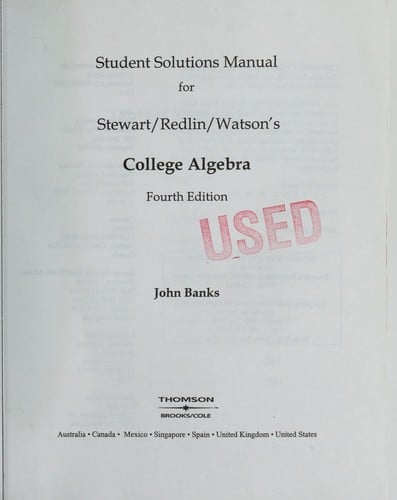 Student Solutions Manual
for
Stewart/Redlin/Watson's
College Algebra
Fourth Edition
USED
John Banks
THOMSON
BROOKS/COLE
Australia • Canada • Mexico • Singapore • Spain • United Kingdom • United States